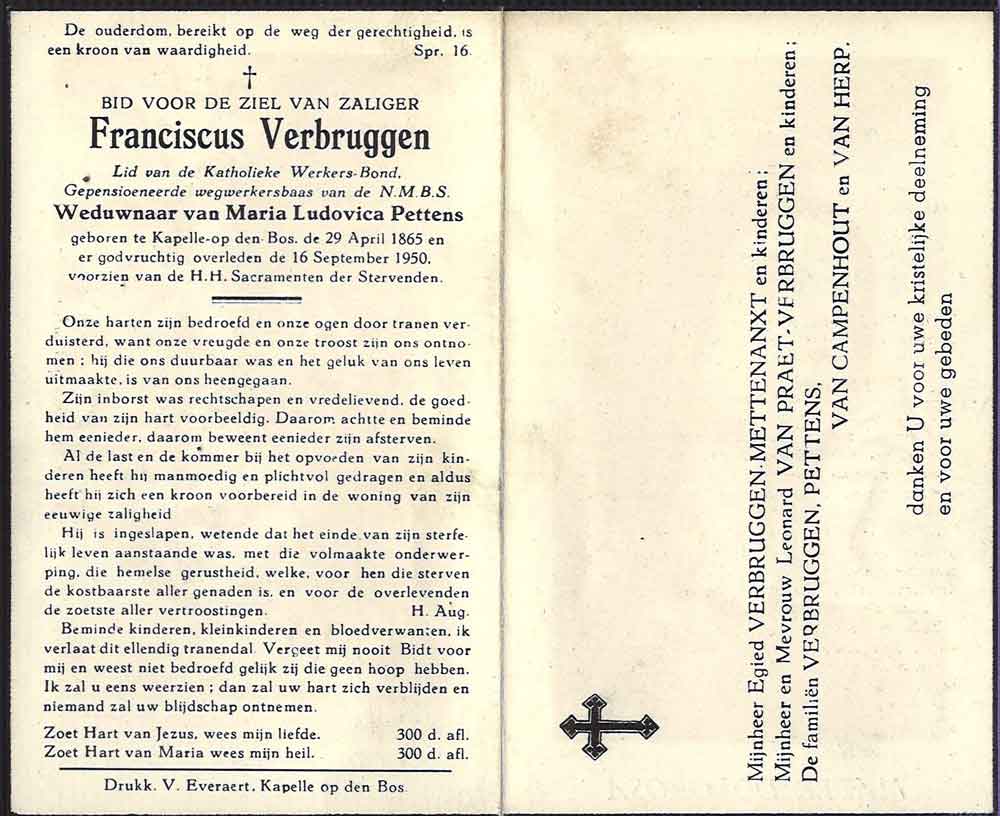 De ouderdom, bereikt op de weg der gerechtigheid, is
een kroon van waardigheid. Spr. 16.
BID VOOR DE ZIEL VAN ZALIGER
Franciscus Verbruggen
Lid van de Katholieke Werkers-Bond.
Gepensioeneerde wegwerkersbaas van de N.M.B.S.
Weduwnaar van Maria Ludovica Pettens
geboren te Kapelle-op den-Bos. de 29 April 1865 en
er godvruchtig overleden de 16 September 1950,
voorzien van de H.H. Sacramenten der Stervenden.
Onze harten zijn bedroefd en onze ogen door tranen ver-
duisterd, want onze vreugde en onze troost zijn ons ontno-
men ; hij die ons duurbaar was en het geluk van ons leven
uitmaakte, is van ons heengegaan.
Zijn inborst was rechtschapen en vredelievend, de goed-
heid van zijn hart voorbeeldig. Daarom achtte en beminde
hem eenieder, daarom beweent eenieder zijn afsterven.
Al de last en de kommer bij het opvoeden van zijn kin-
deren heeft hij manmoedig en plichtvol gedragen en aldus
heeft hij zich een kroon voorbereid in de woning van zijn
eeuwige zaligheid
Hij is ingeslapen, wetende dat het einde van zijn sterfe-
lijk leven aanstaande was, met die volmaakte onderwer-
ping, die hemelse gerustheid, welke, voor hen die sterven
de kostbaarste aller genaden is, en voor de overlevenden
de zoetste aller vertroostingen. H. Aug.
Beminde kinderen, kleinkinderen en bloedverwanten, ik
verlaat dit ellendig tranendal. Vergeet mij nooit Bidt voor
mij en weest niet bedroefd gelijk zij die geen hoop hebben.
Ik zal u eens weerzien ; dan zal uw hart zich verblijden en
niemand zal uw blijdschap ontnemen.
Zoet Hart van Jezus, wees mijn liefde. 300 d. afl.
Zoet Hart van Maria wees mijn heil. 300 d. afl.
Drukk. V. Everaert, Kapelle op den Bos
Mijnheer Egied VERBRUGGEN-METTENANXT en kinderen ;
Mijnheer en Mevrouw Leonard VAN PRAET-VERBRUGGEN en kinderen ;
De familiën VERBRUGGEN, PETTENS,
VAN CAMPENHOUT en VAN HERP.
danken U voor uwe kristelijke deelneming
en voor uwe gebeden